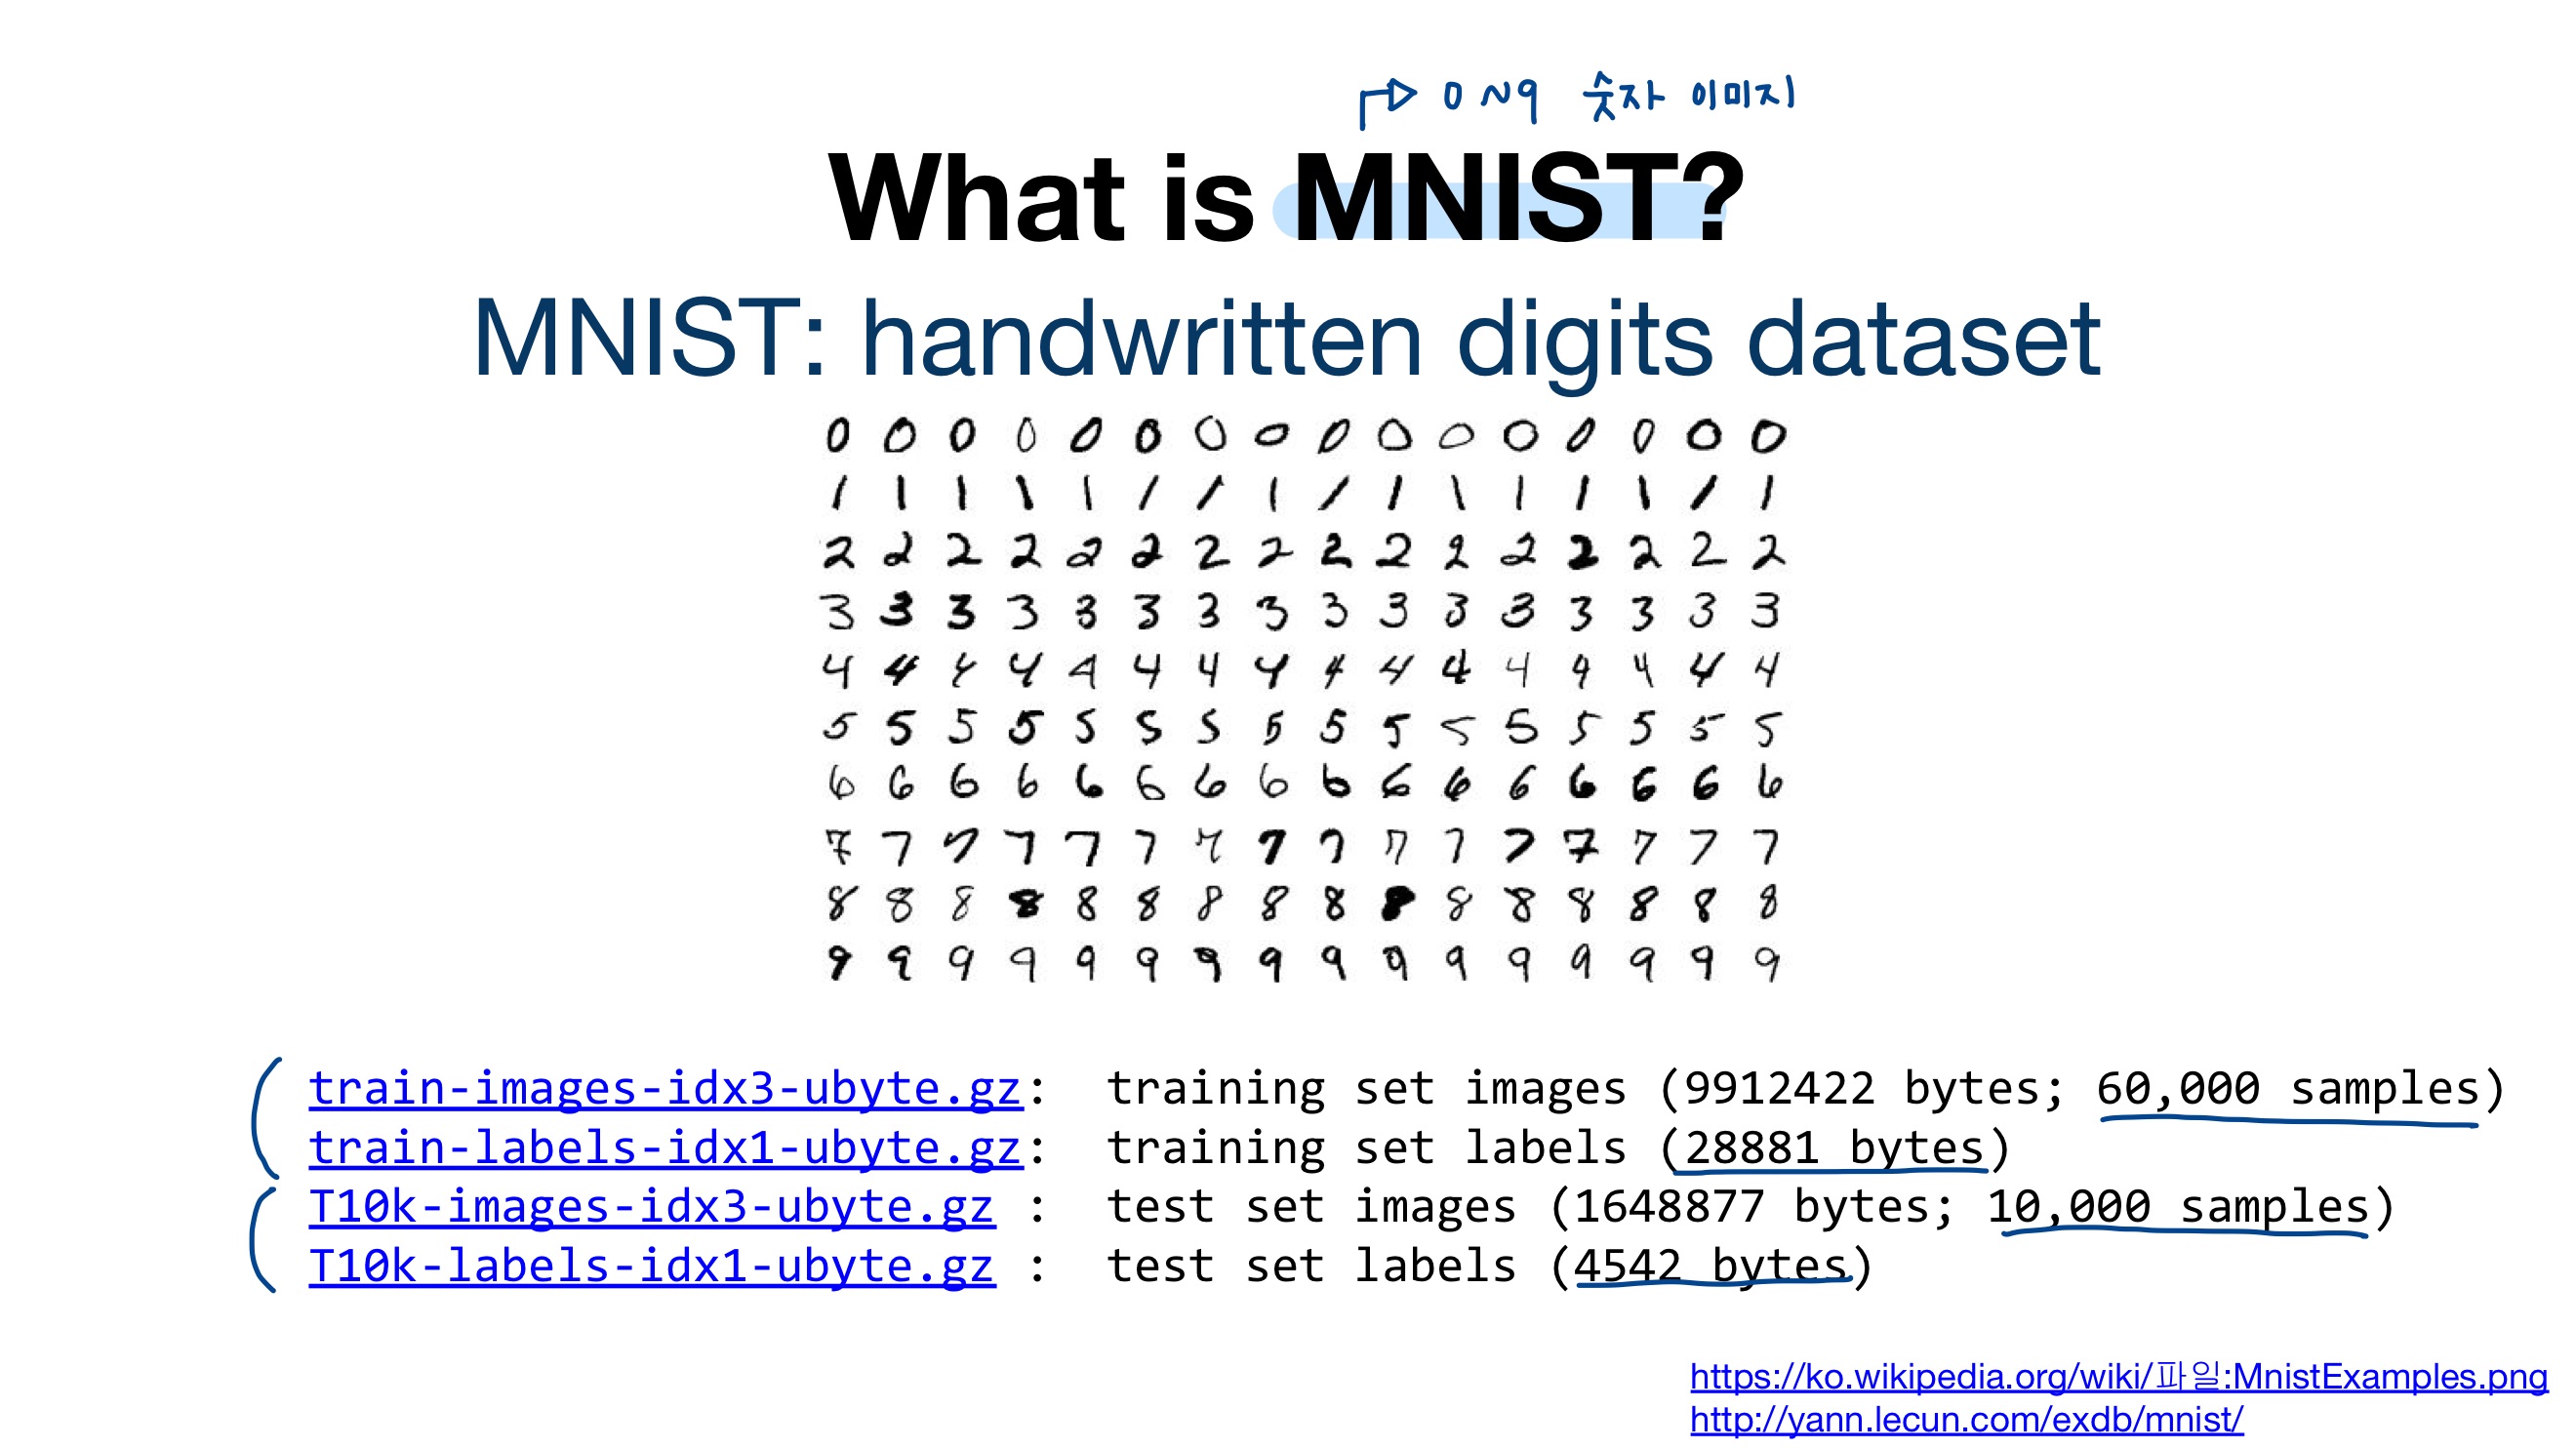 0 ~ 9 숫자 이미지
What is MNIST?
MNIST: handwritten digits dataset
0 0 0 0 0 0 0 0 0 0 0 0 0 0 0 0
1 1 1 1 1 1 1 1 1 1 1 1 1 1 1 1
2 2 2 2 2 2 2 2 2 2 2 2 2 2 2 2
3 3 3 3 3 3 3 3 3 3 3 3 3 3 3 3
4 4 4 4 4 4 4 4 4 4 4 4 4 4 4 4
5 5 5 5 5 5 5 5 5 5 5 5 5 5 5 5
6 6 6 6 6 6 6 6 6 6 6 6 6 6 6 6
7 7 7 7 7 7 7 7 7 7 7 7 7 7 7 7
8 8 8 8 8 8 8 8 8 8 8 8 8 8 8 8
9 9 9 9 9 9 9 9 9 9 9 9 9 9 9 9
train-images-idx3-ubyte.gz: training set images (9912422 bytes; 60,000 samples)
train-labels-idx1-ubyte.gz: training set labels (28881 bytes)
T10k-images-idx3-ubyte.gz : test set images (1648877 bytes; 10,000 samples)
T10k-labels-idx1-ubyte.gz : test set labels (4542 bytes)
https://ko.wikipedia.org/wiki/파일:MnistExamples.png
http://yann.lecun.com/exdb/mnist/